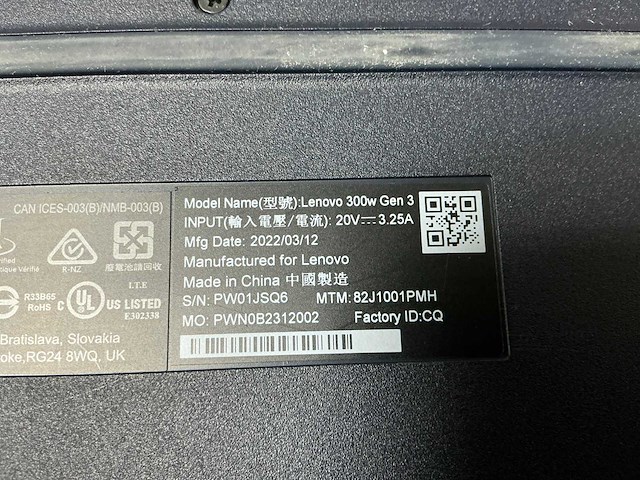 CAN ICES-003(B)/NMB-003(B)
R-NZ
廢電池請回收
tique Vérifié
R33B65
RoHS
c UL US LISTED
I.T.E
E302338
Bratislava, Slovakia
oke,RG24 8WQ, UK
Model Name(型號):Lenovo 300w Gen 3
INPUT(輸入電壓/電流): 20V⎓3.25A
Mfg Date: 2022/03/12
Manufactured for Lenovo
Made in China 中國製造
S/N: PW01JSQ6 MTM: 82J1001PMH
MO: PWN0B2312002 Factory ID:CQ